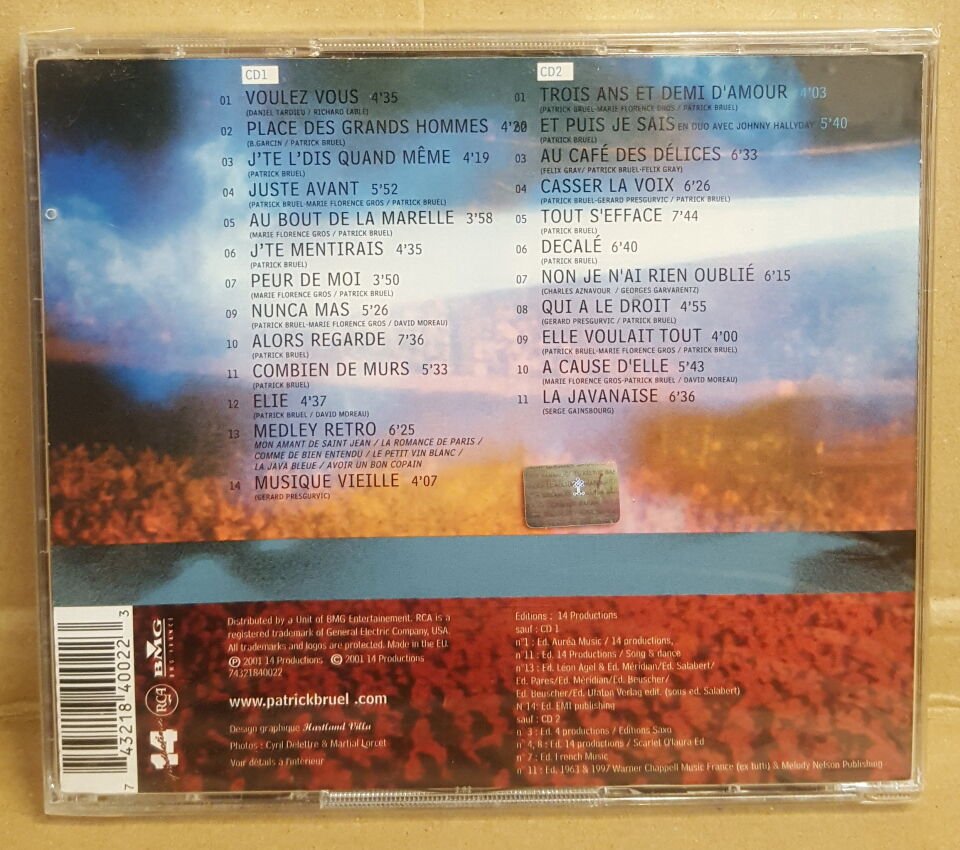 CD1
01 VOULEZ VOUS 4'35
(DANIEL TARDIEU / RICHARD LABLÉ)
02 PLACE DES GRANDS HOMMES 4'20
(B.GARCIN / PATRICK BRUEL)
03 J'TE L'DIS QUAND MÊME 4'19
(PATRICK BRUEL)
04 JUSTE AVANT 5'52
(PATRICK BRUEL-MARIE FLORENCE GROS / PATRICK BRUEL)
05 AU BOUT DE LA MARELLE 3'58
(MARIE FLORENCE GROS / PATRICK BRUEL)
06 J'TE MENTIRAIS 4'35
(PATRICK BRUEL)
07 PEUR DE MOI 3'50
(MARIE FLORENCE GROS / PATRICK BRUEL)
09 NUNCA MAS 5'26
(PATRICK BRUEL-MARIE FLORENCE GROS / DAVID MOREAU)
10 ALORS REGARDE 7'36
(PATRICK BRUEL)
11 COMBIEN DE MURS 5'33
(PATRICK BRUEL)
12 ELIE 4'37
(PATRICK BRUEL / DAVID MOREAU)
13 MEDLEY RETRO 6'25
MON AMANT DE SAINT JEAN / LA ROMANCE DE PARIS /
COMME DE BIEN ENTENDU / LE PETIT VIN BLANC /
LA JAVA BLEUE / AVOIR UN BON COPAIN
14 MUSIQUE VIEILLE 4'07
(GERARD PRESGURVIC)
CD2
01 TROIS ANS ET DEMI D'AMOUR 4'03
(PATRICK BRUEL-MARIE FLORENCE GROS / PATRICK BRUEL)
ET PUIS JE SAIS EN DUO AVEC JOHNNY HALLYDAY 5'40
(PATRICK BRUEL)
03 AU CAFÉ DES DÉLICES 6'33
(FELIX GRAY/ PATRICK BRUEL-FELIX GRAY)
04 CASSER LA VOIX 6'26
(PATRICK BRUEL-GERARD PRESGURVIC / PATRICK BRUEL)
05 TOUT S'EFFACE 7'44
(PATRICK BRUEL)
06 DECALÉ 6'40
(PATRICK BRUEL)
07 NON JE N'AI RIEN OUBLIÉ 6'15
(CHARLES AZNAVOUR / GEORGES GARVARENTZ)
08 QUI A LE DROIT 4'55
(GERARD PRESGURVIC / PATRICK BRUEL)
09 ELLE VOULAIT TOUT 4'00
(PATRICK BRUEL-MARIE FLORENCE GROS / PATRICK BRUEL)
10 A CAUSE D'ELLE 5'43
(MARIE FLORENCE GROS-PATRICK BRUEL / DAVID MOREAU)
11 LA JAVANAISE 6'36
(SERGE GAINSBOURG)
7 43218 40022 3
BMG
BMG FRANCE
RCA
14
Distributed by a Unit of BMG Entertainement. RCA is a
registered trademark of General Electric Company, USA.
All trademarks and logos are protected. Made in the EU.
Ⓟ 2001 14 Productions © 2001 14 Productions
74321840022
www.patrickbruel .com
Design graphique Hartland Villa
Photos : Cyril Delettre & Martial Lorcet
Voir détails à l'intérieur
Editions : 14 Productions
sauf : CD 1
n°1 : Ed. Auréa Music / 14 productions,
n°11 : Ed. 14 Productions / Song & dance
n°13 : Ed. Léon Agel & Ed. Méridian/Ed. Salabert/
Ed. Pares/Ed. Méridian/Ed. Beuscher/
Ed. Beuscher/Ed. Ufaton Verlag edit. (sous ed. Salabert)
N 14: Ed. EMI publishing
sauf : CD 2
n° 3 : Ed. 4 productions / Editions Saxo
n° 4, 8 : Ed. 14 productions / Scarlet O'laura Ed
n° 7 : Ed. French Music
n° 11 : Ed. 1963 & 1997 Warner Chappell Music France (ex tutti) & Melody Nelson Publishing